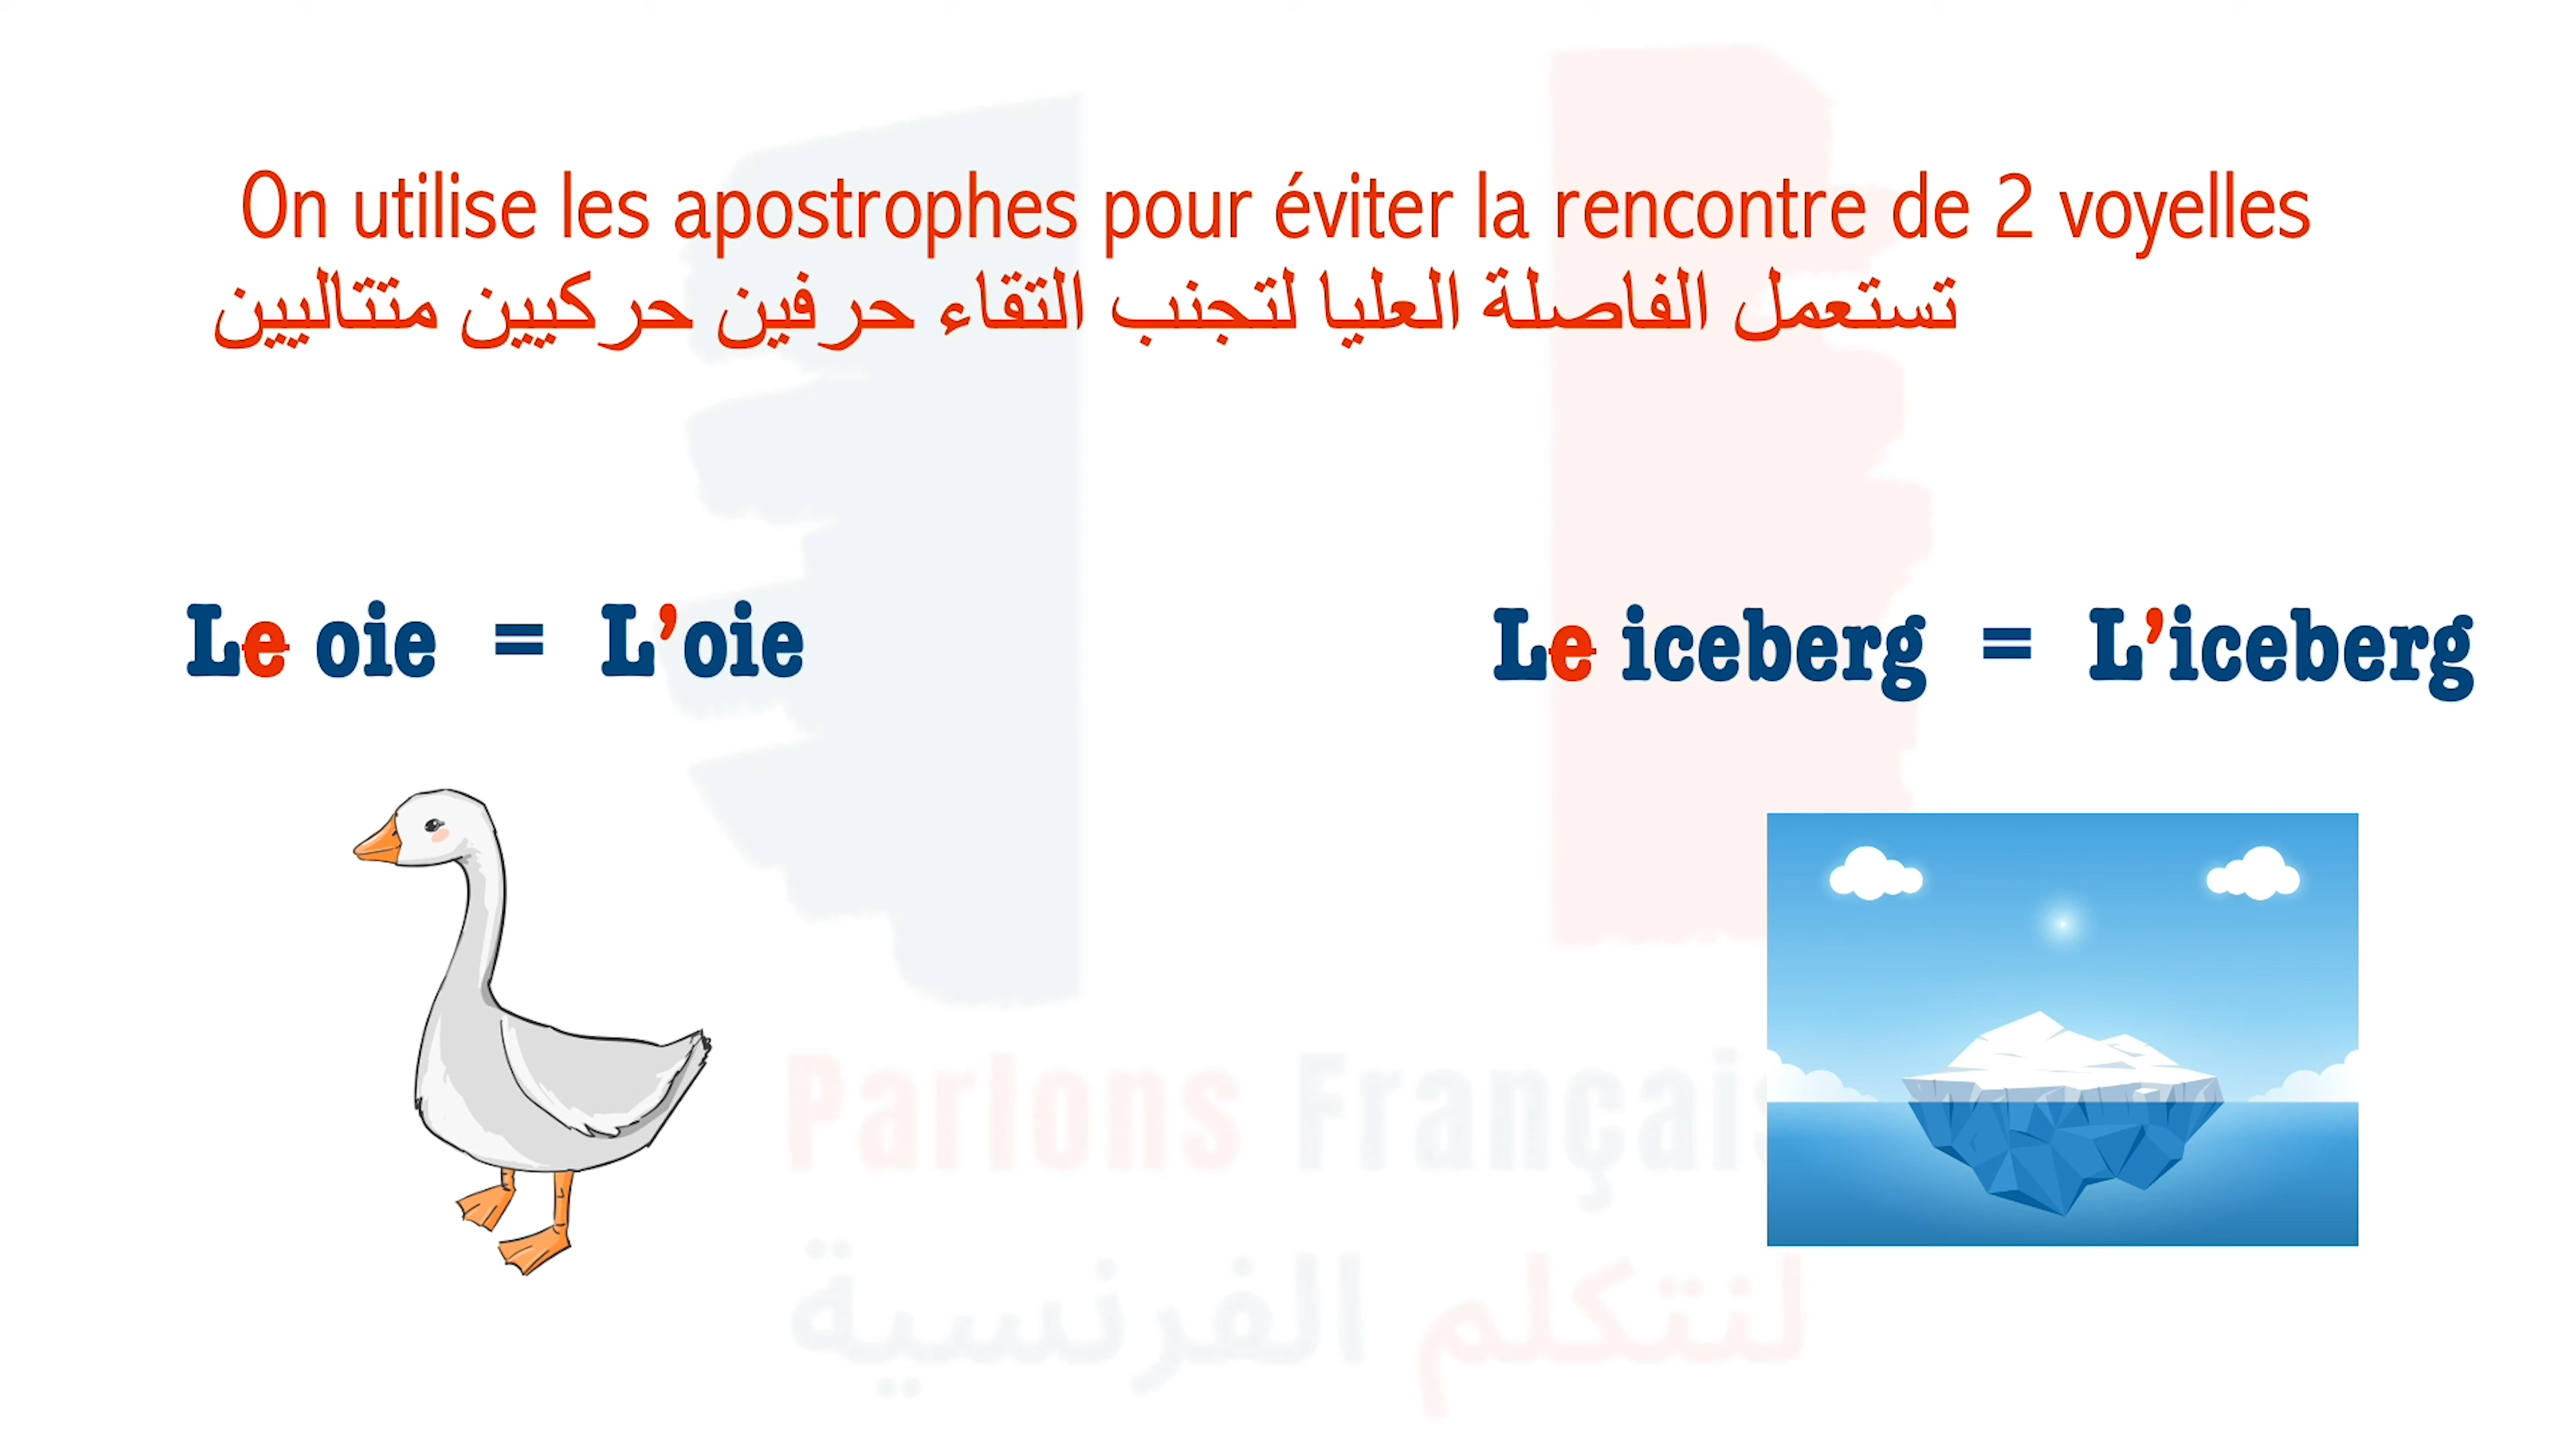 On utilise les apostrophes pour éviter la rencontre de 2 voyelles
تستعمل الفاصلة العليا لتجنب التقاء حرفين حركيين متتاليين
Le oie = L’oie
Le iceberg = L’iceberg
Parlons Français
لنتكلم الفرنسية